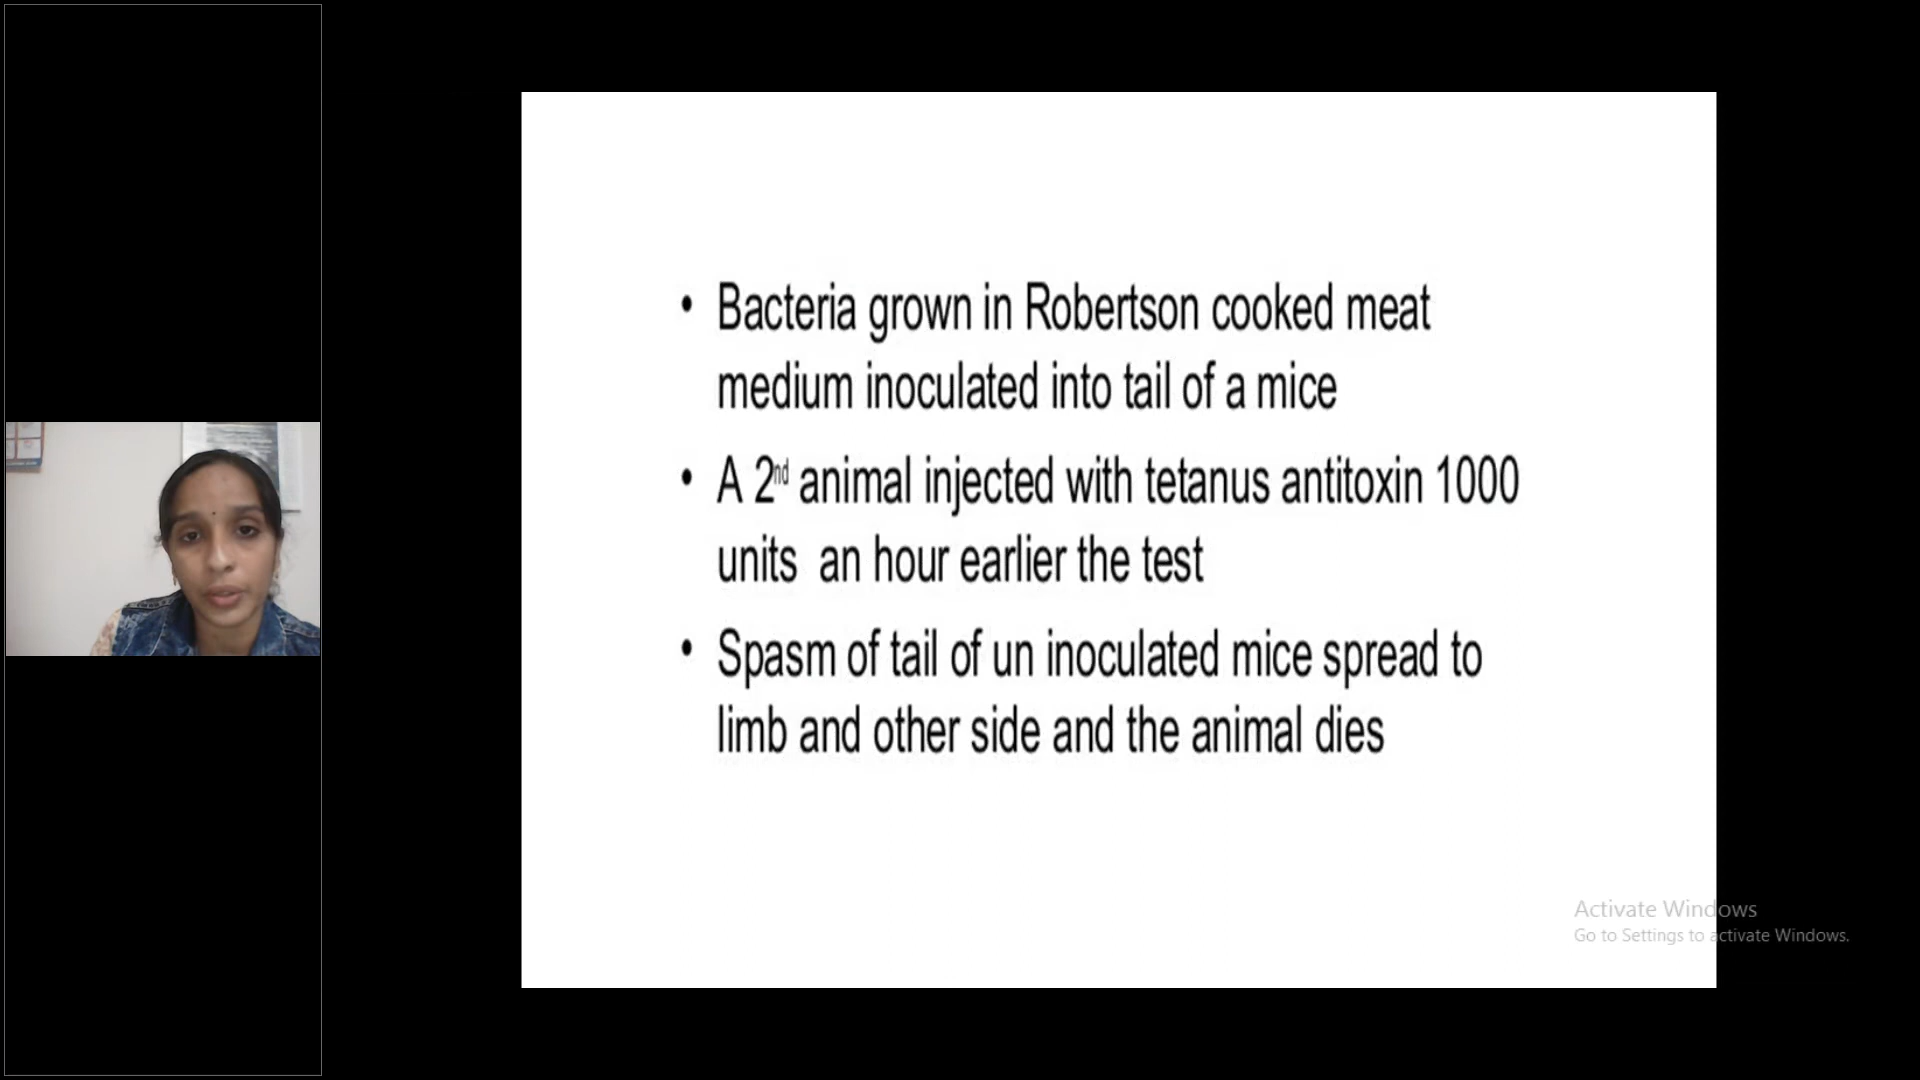 • Bacteria grown in Robertson cooked meat
medium inoculated into tail of a mice
• A 2nd animal injected with tetanus antitoxin 1000
units an hour earlier the test
• Spasm of tail of un inoculated mice spread to
limb and other side and the animal dies
Activate Windows
Go to Settings to activate Windows.